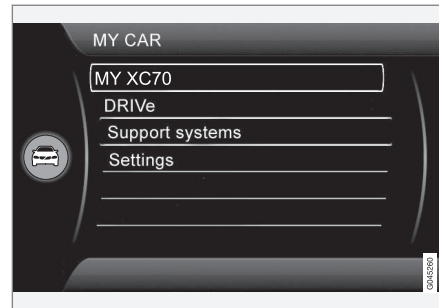 MY CAR
MY XC70
DRIVe
Support systems
Settings
G045260